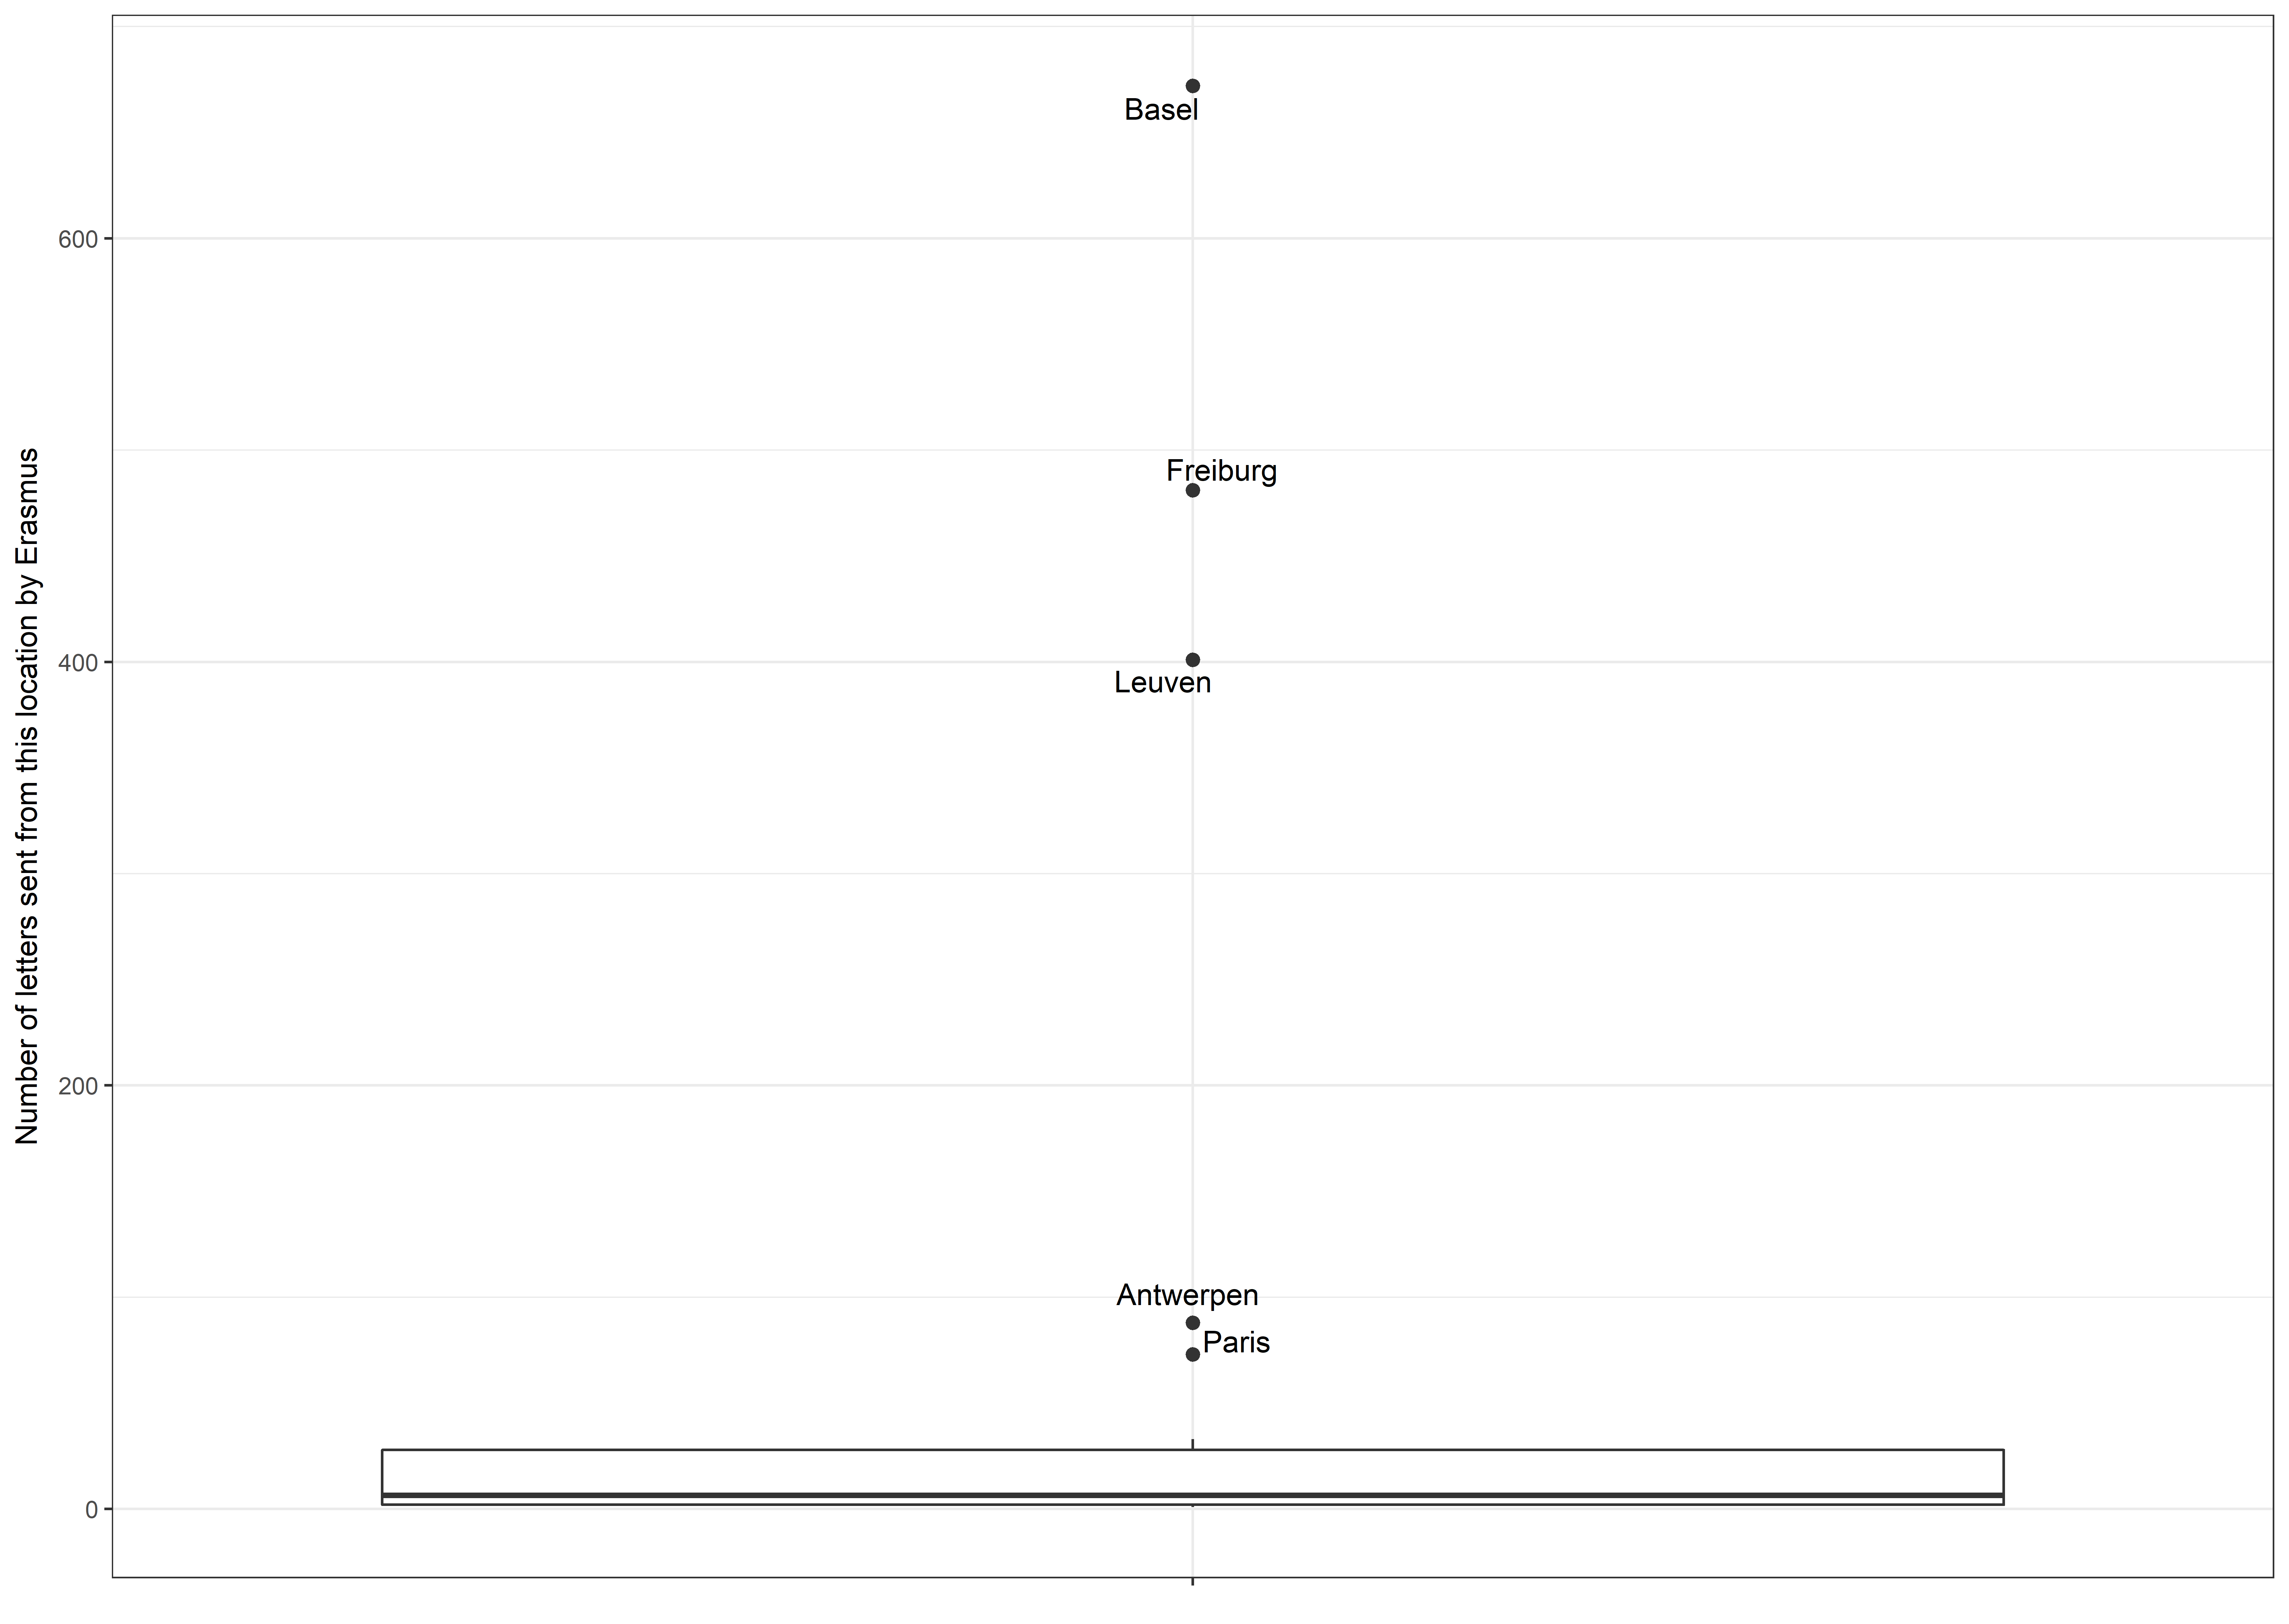 Number of letters sent from this location by Erasmus
600
400
200
0
Basel
Freiburg
Leuven
Antwerpen
Paris